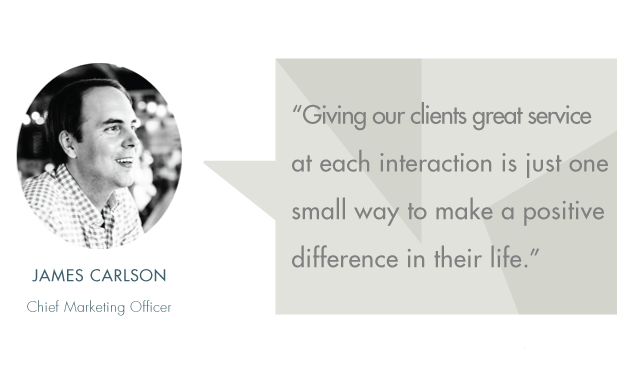 “Giving our clients great service
at each interaction is just one
small way to make a positive
difference in their life.”
JAMES CARLSON
Chief Marketing Officer